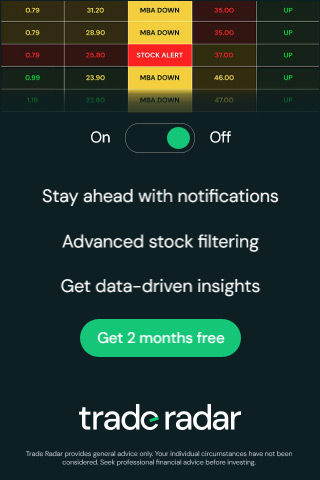 0.79 31.20 MBA DOWN 35.00 UP
0.79 28.90 MBA DOWN 35.00 UP
0.79 25.80 STOCK ALERT 37.00 UP
0.99 23.90 MBA DOWN 46.00 UP
1.19 22.80 MBA DOWN 47.00 UP
On Off
Stay ahead with notifications
Advanced stock filtering
Get data-driven insights
Get 2 months free
trade radar
Trade Radar provides general advice only. Your individual circumstances have not been
considered. Seek professional financial advice before investing.